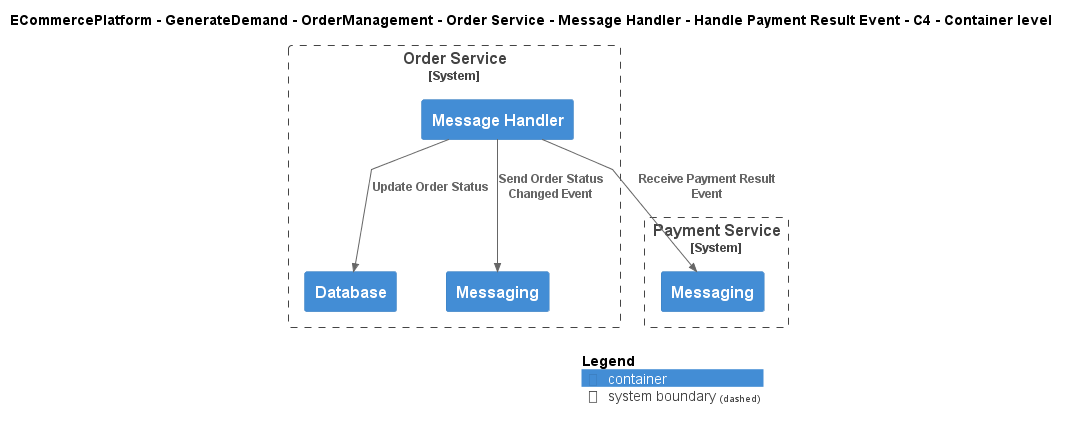 ECommercePlatform - GenerateDemand - OrderManagement - Order Service - Message Handler - Handle Payment Result Event - C4 - Container level
Order Service
[System]
Message Handler
Update Order Status
Send Order Status
Changed Event
Receive Payment Result
Event
Payment Service
[System]
Database
Messaging
Messaging
Legend
container
system boundary (dashed)